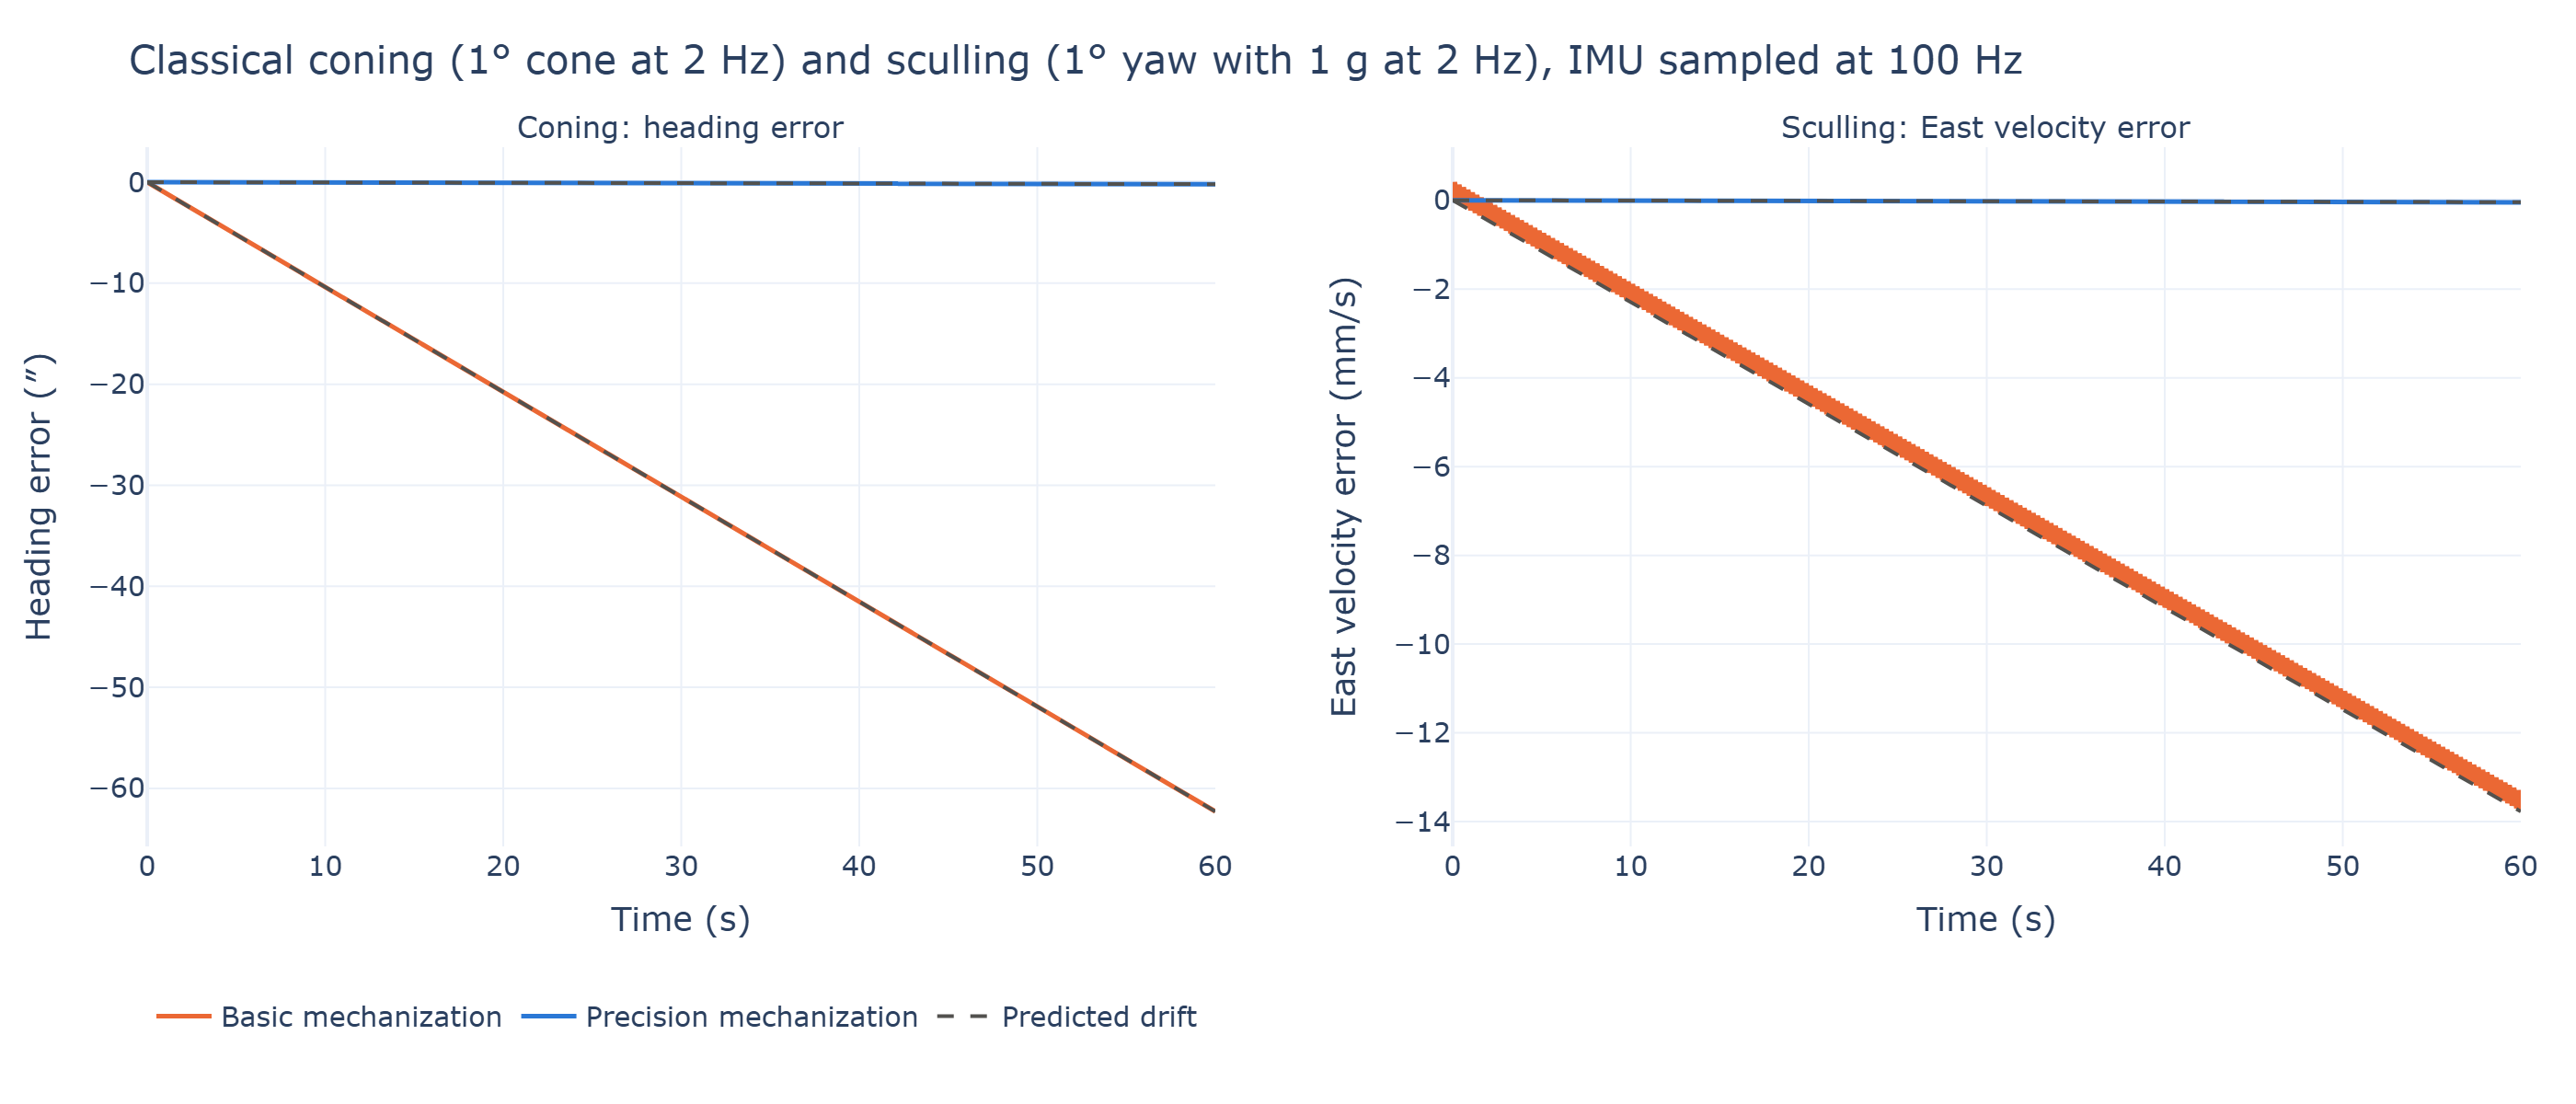 Classical coning (1° cone at 2 Hz) and sculling (1° yaw with 1 g at 2 Hz), IMU sampled at 100 Hz
Coning: heading error
0
−10
−20
−30
−40
−50
−60
Heading error (″)
0 10 20 30 40 50 60
Time (s)
Sculling: East velocity error
0
−2
−4
−6
−8
−10
−12
−14
East velocity error (mm/s)
0 10 20 30 40 50 60
Time (s)
Basic mechanization Precision mechanization Predicted drift